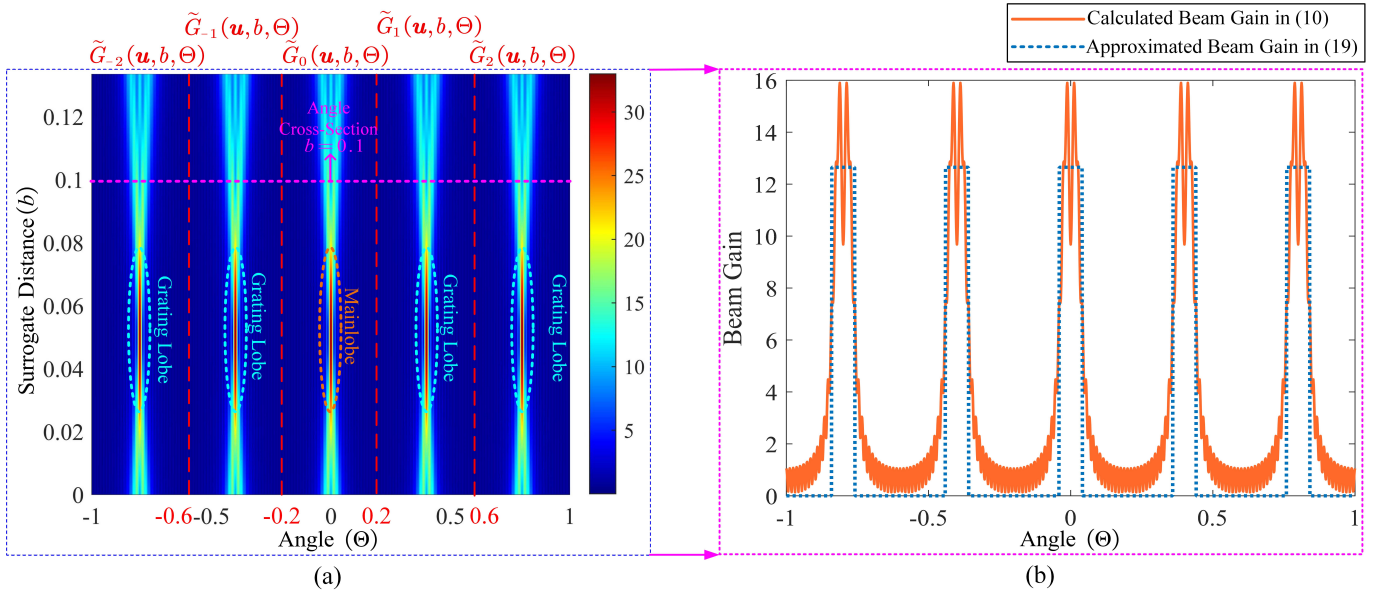 G̃₋₂(u, b, Θ)
G̃₋₁(u, b, Θ)
G̃₀(u, b, Θ)
G̃₁(u, b, Θ)
G̃₂(u, b, Θ)
Surrogate Distance (b)
0.12
0.1
0.08
0.06
0.04
0.02
0
Angle
Cross-Section
b = 0.1
Grating Lobe
Grating Lobe
Mainlobe
Grating Lobe
Grating Lobe
-1
-0.6
-0.5
-0.2
0
0.2
0.5
0.6
1
Angle (Θ)
30
25
20
15
10
5
(a)
Calculated Beam Gain in (10)
Approximated Beam Gain in (19)
Beam Gain
16
14
12
10
8
6
4
2
0
-1
-0.5
0
0.5
1
Angle (Θ)
(b)